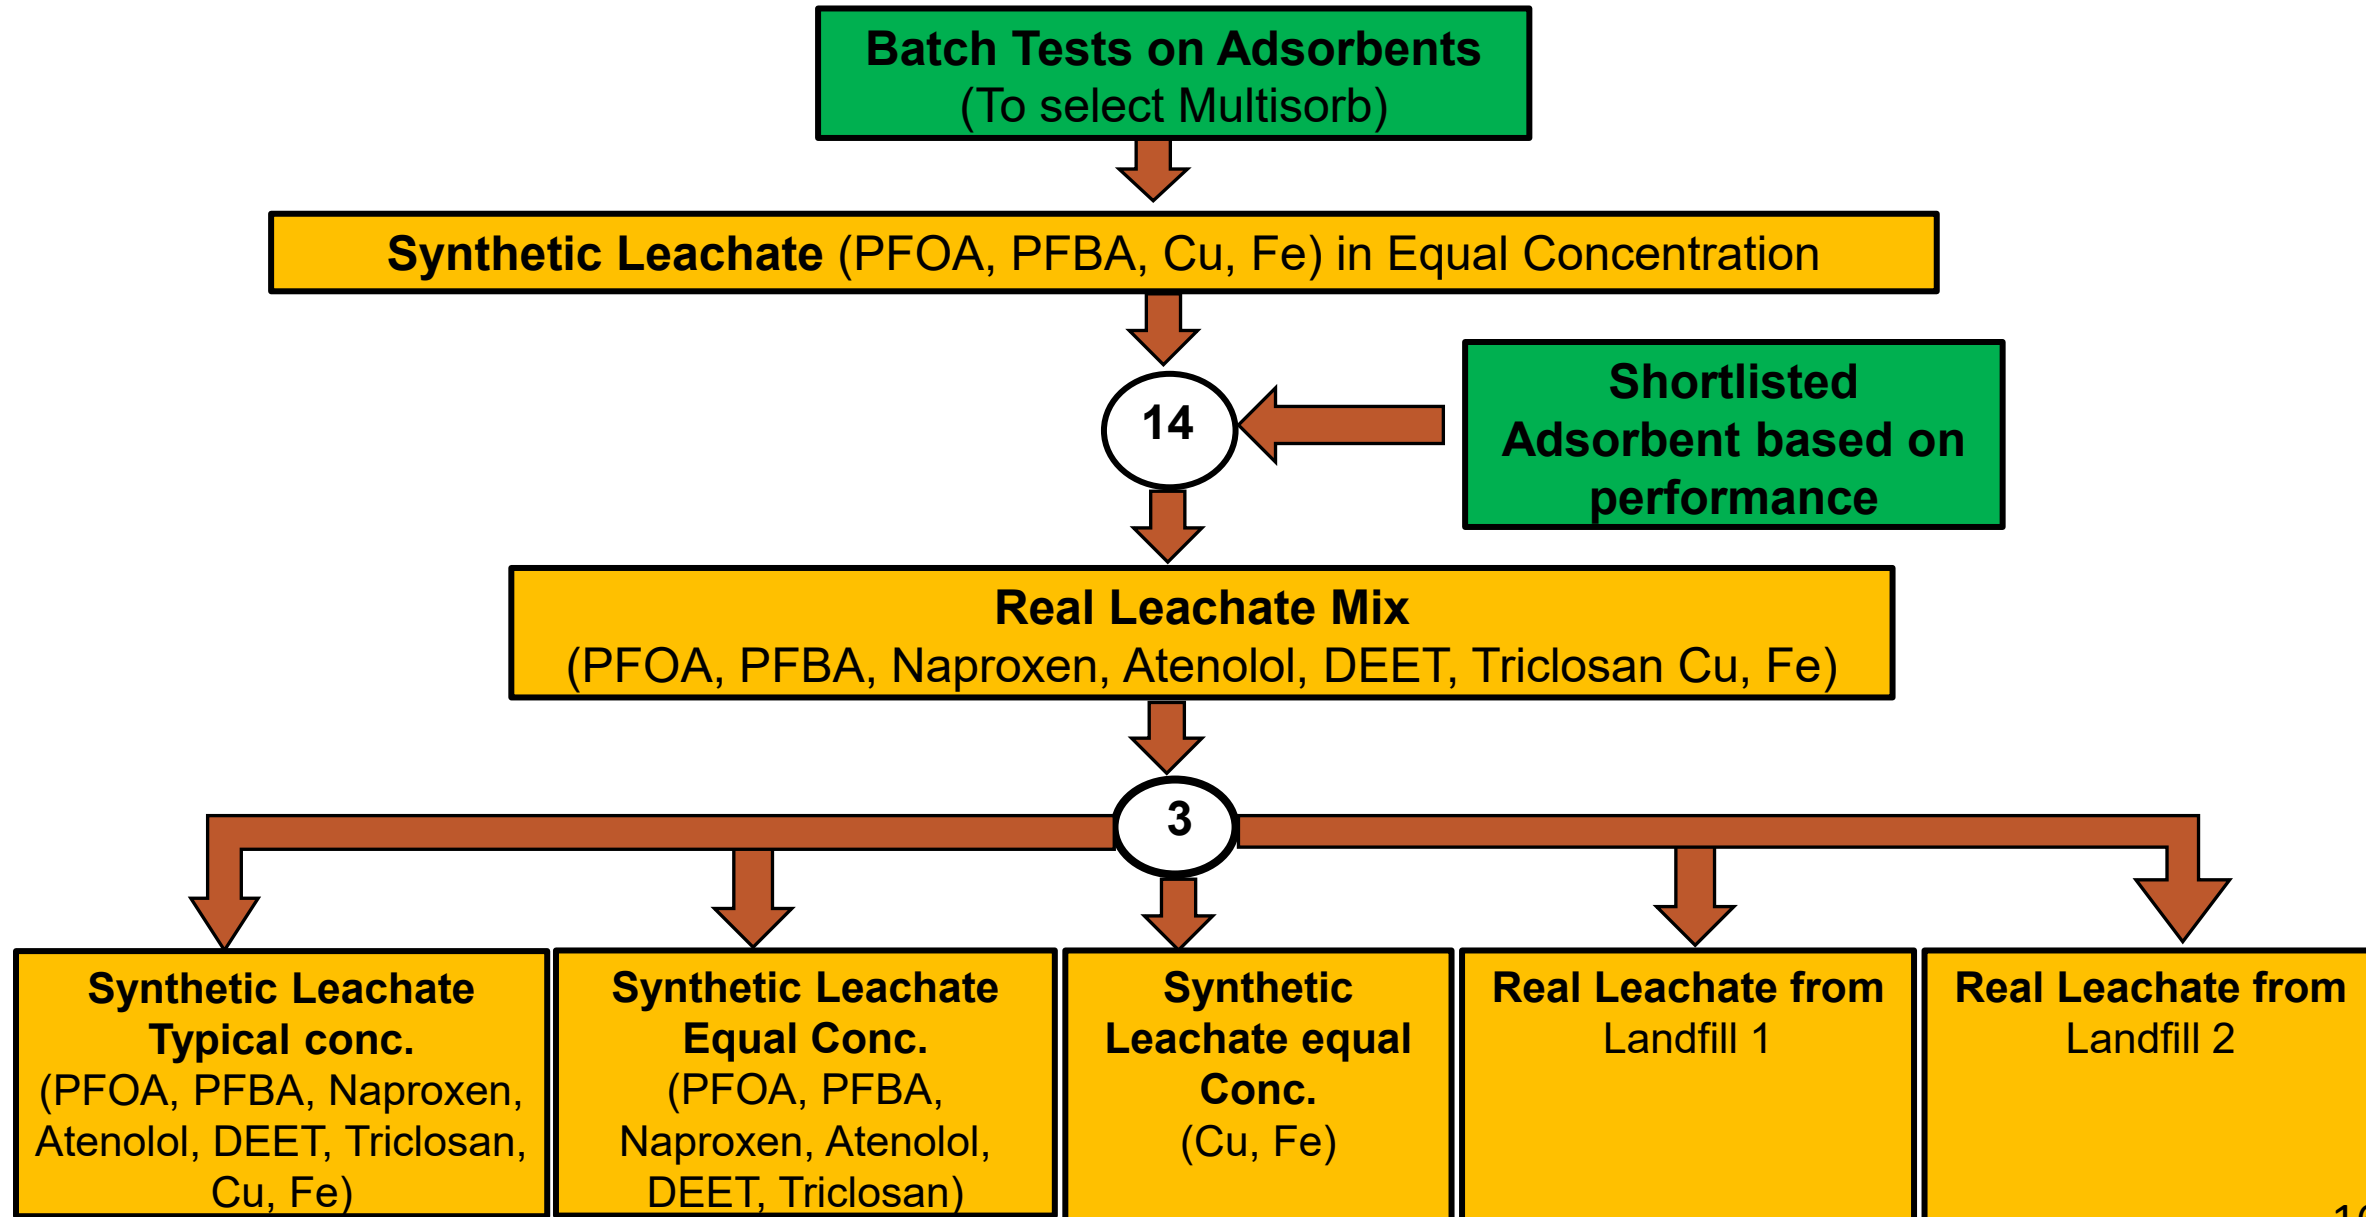 Batch Tests on Adsorbents
(To select Multisorb)
Synthetic Leachate (PFOA, PFBA, Cu, Fe) in Equal Concentration
14
Shortlisted
Adsorbent based on
performance
Real Leachate Mix
(PFOA, PFBA, Naproxen, Atenolol, DEET, Triclosan Cu, Fe)
3
Synthetic Leachate
Typical conc.
(PFOA, PFBA, Naproxen,
Atenolol, DEET, Triclosan,
Cu, Fe)
Synthetic Leachate
Equal Conc.
(PFOA, PFBA,
Naproxen, Atenolol,
DEET, Triclosan)
Synthetic
Leachate equal
Conc.
(Cu, Fe)
Real Leachate from
Landfill 1
Real Leachate from
Landfill 2